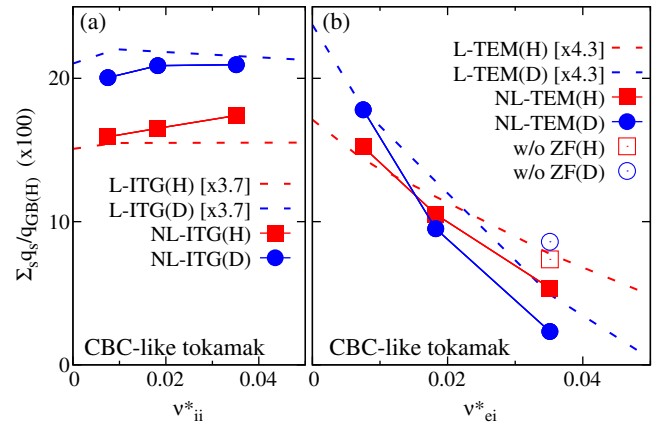 (a)
(b)
20
10
0
Σsqs/qGB(H) (x100)
L-ITG(H) [x3.7]
L-ITG(D) [x3.7]
NL-ITG(H)
NL-ITG(D)
CBC-like tokamak
0
0.02
0.04
ν*ii
L-TEM(H) [x4.3]
L-TEM(D) [x4.3]
NL-TEM(H)
NL-TEM(D)
w/o ZF(H)
w/o ZF(D)
CBC-like tokamak
0
0.02
0.04
ν*ei